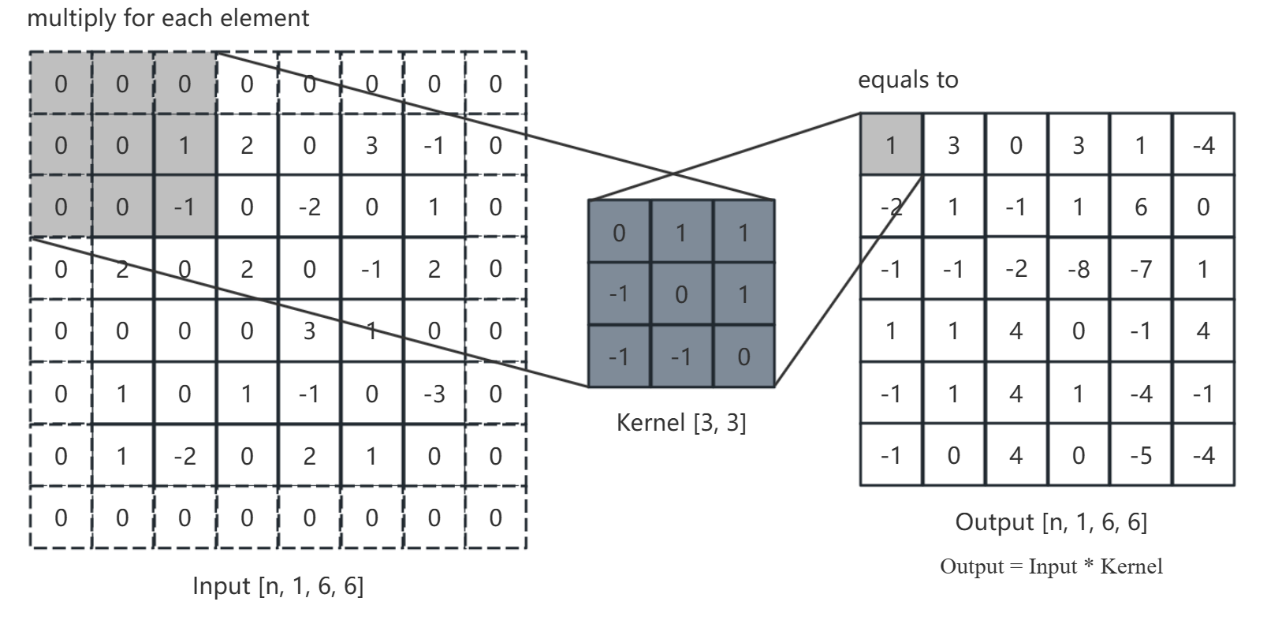 multiply for each element
0 0 0 0 0 0 0 0
0 0 1 2 0 3 -1 0
0 0 -1 0 -2 0 1 0
0 2 0 2 0 -1 2 0
0 0 0 0 3 1 0 0
0 1 0 1 -1 0 -3 0
0 1 -2 0 2 1 0 0
0 0 0 0 0 0 0 0
Input [n, 1, 6, 6]
0 1 1
-1 0 1
-1 -1 0
Kernel [3, 3]
equals to
1 3 0 3 1 -4
-2 1 -1 1 6 0
-1 -1 -2 -8 -7 1
1 1 4 0 -1 4
-1 1 4 1 -4 -1
-1 0 4 0 -5 -4
Output [n, 1, 6, 6]
Output = Input * Kernel